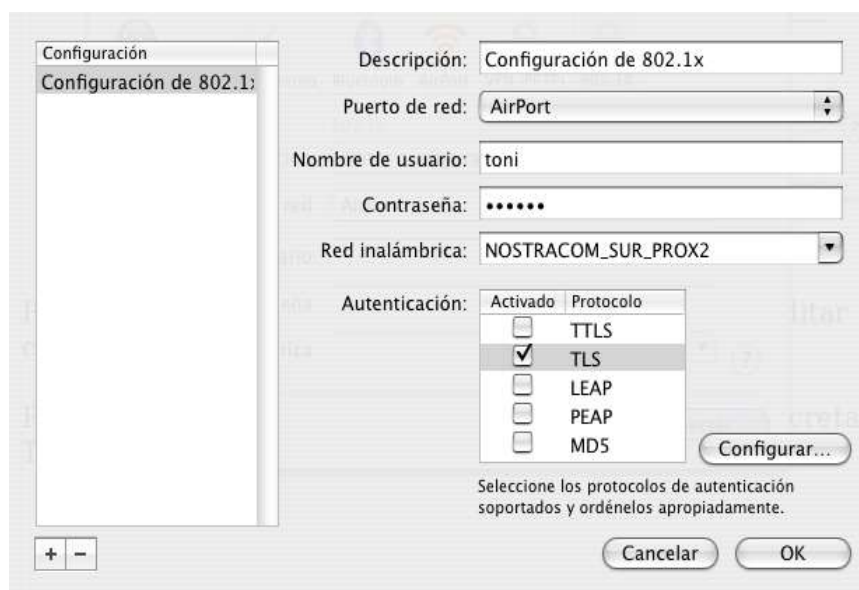 Configuración
Configuración de 802.1
Descripción: Configuración de 802.1x
Puerto de red: AirPort
Nombre de usuario: toni
Contraseña: ••••••
Red inalámbrica: NOSTRACOM_SUR_PROX2
Autenticación: Activado Protocolo
TTLS
TLS
LEAP
PEAP
MD5
Configurar...
Seleccione los protocolos de autenticación
soportados y ordénelos apropiadamente.
+ −
Cancelar OK